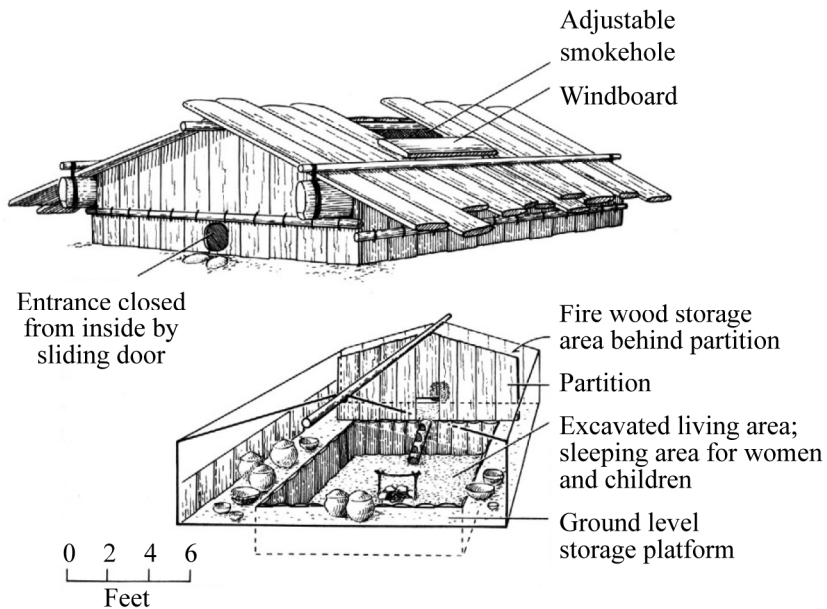 Adjustable
smokehole
Windboard
Entrance closed
from inside by
sliding door
Fire wood storage
area behind partition
Partition
Excavated living area;
sleeping area for women
and children
Ground level
storage platform
0 2 4 6
Feet